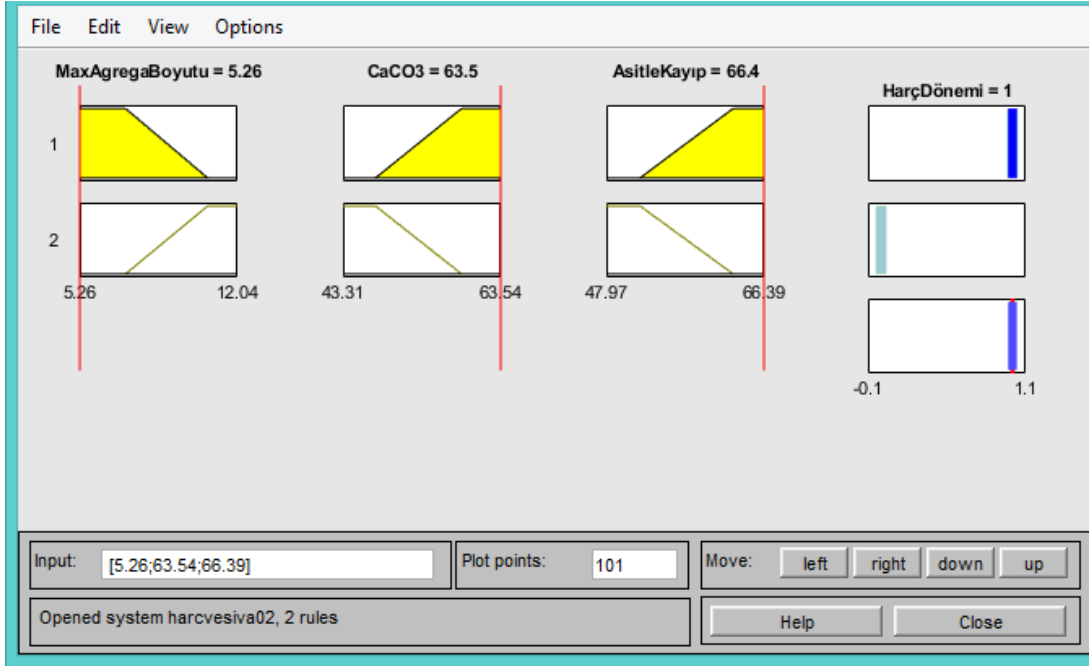 File Edit View Options
MaxAgregaBoyutu = 5.26
CaCO3 = 63.5
AsitleKayıp = 66.4
HarçDönemi = 1
1
2
5.26 12.04
43.31 63.54
47.97 66.39
-0.1 1.1
Input: [5.26;63.54;66.39]
Plot points: 101
Move: left right down up
Opened system harcvesiva02, 2 rules
Help Close